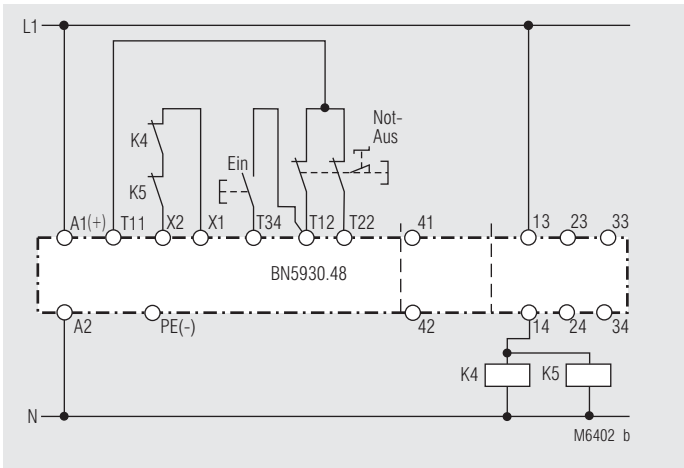 L1
Not-
Aus
K4
Ein
K5
A1(+) T11 X2 X1 T34 T12 T22 41 13 23 33
BN5930.48
A2 PE(-) 42 14 24 34
K4 K5
N
M6402 b